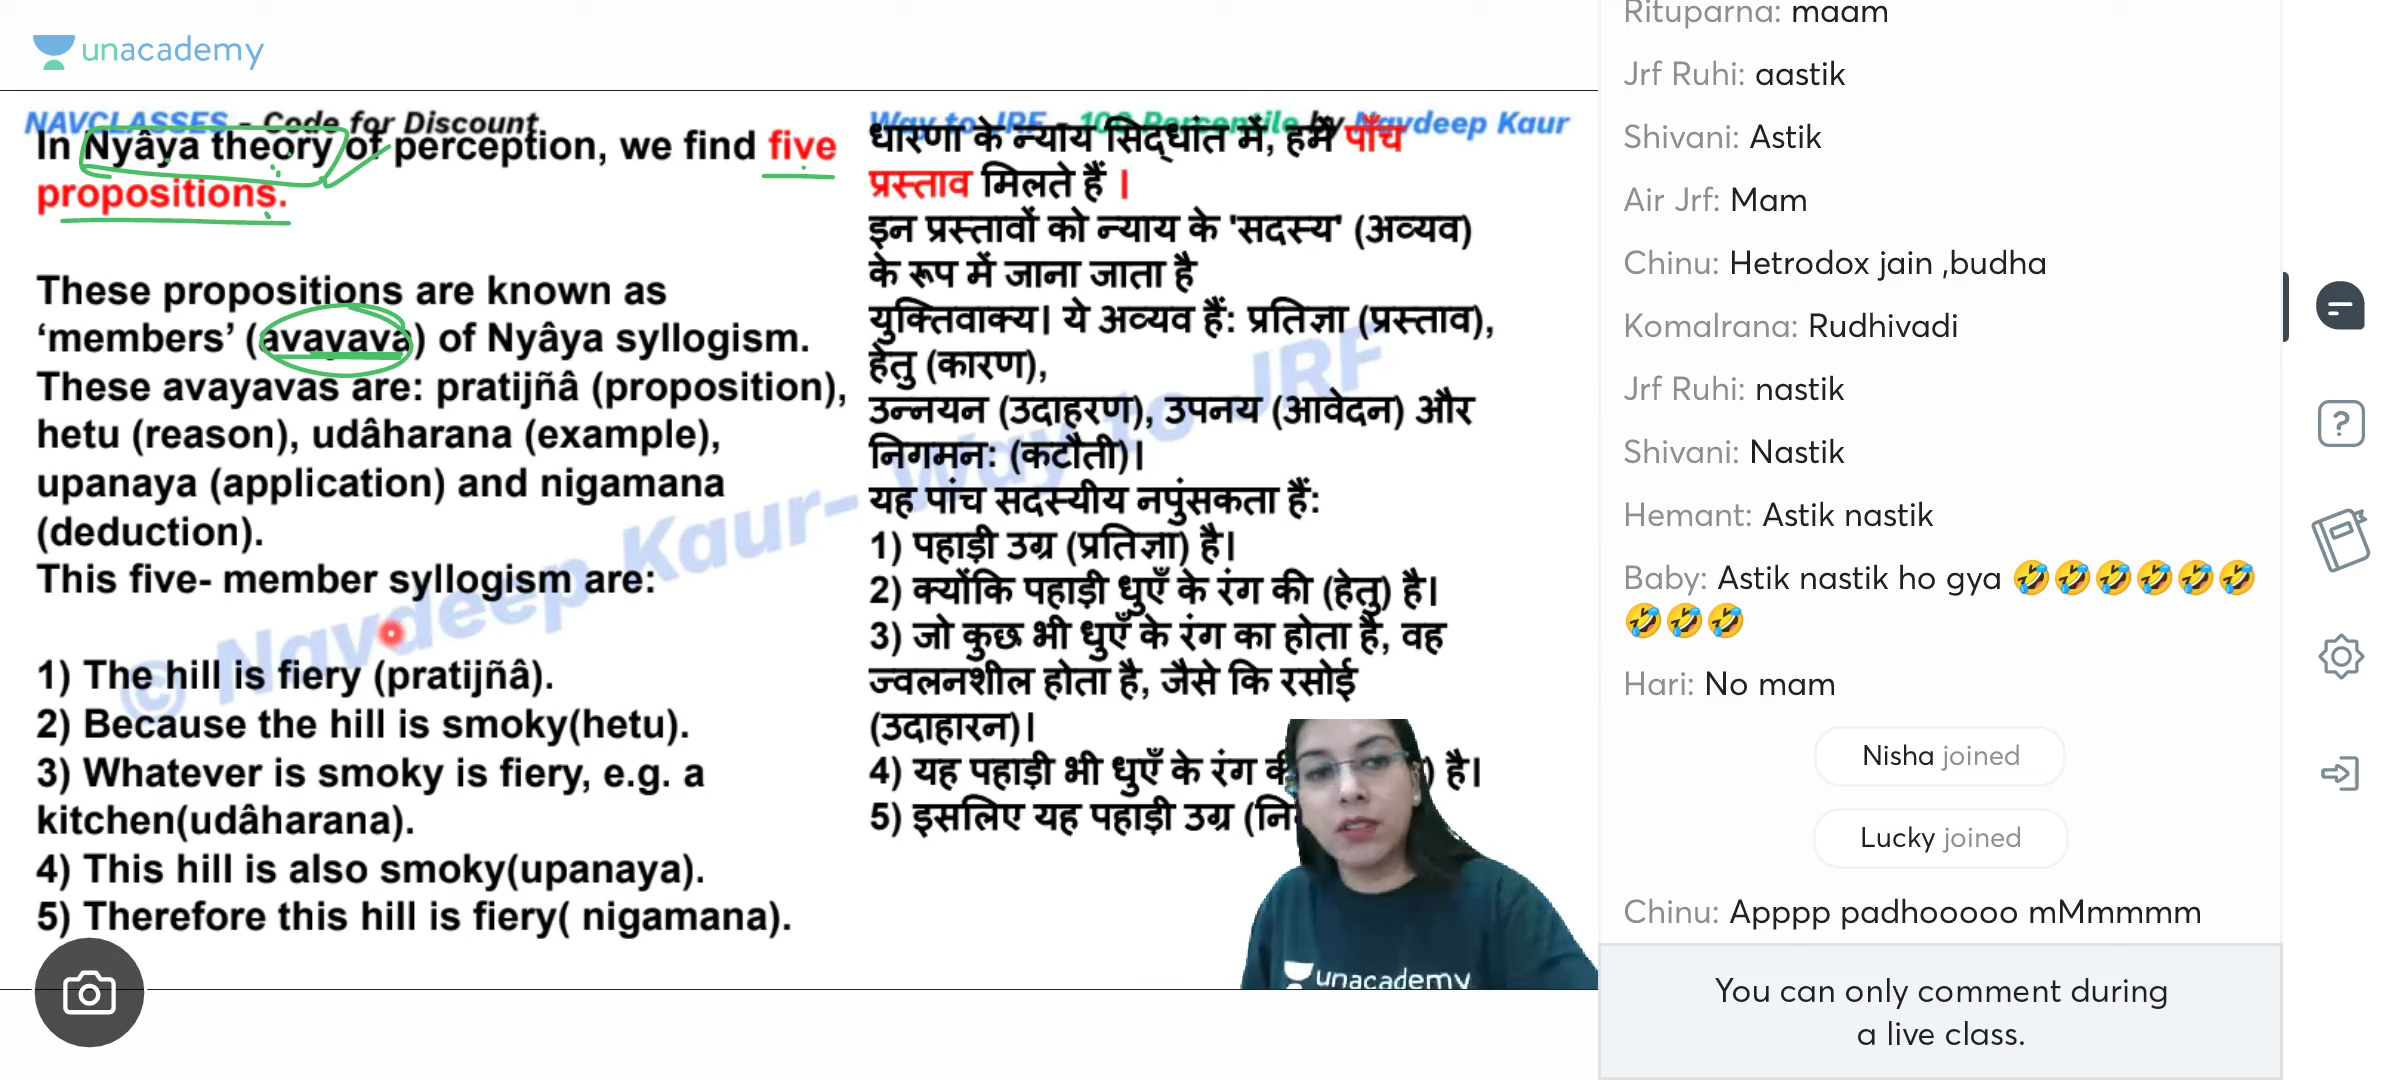 unacademy
NAVCLASSES - Code for Discount
In Nyâya theory of perception, we find five
propositions.
These propositions are known as
‘members’ (avayava) of Nyâya syllogism.
These avayavas are: pratijñâ (proposition),
hetu (reason), udâharana (example),
upanaya (application) and nigamana
(deduction).
This five- member syllogism are:
1) The hill is fiery (pratijñâ).
2) Because the hill is smoky(hetu).
3) Whatever is smoky is fiery, e.g. a
kitchen(udâharana).
4) This hill is also smoky(upanaya).
5) Therefore this hill is fiery( nigamana).
Way to JRF - 100 Percentile by Navdeep Kaur
धारणा के न्याय सिद्धांत में, हमें पाँच
प्रस्ताव मिलते हैं |
इन प्रस्तावों को न्याय के 'सदस्य' (अव्यव)
के रूप में जाना जाता है
युक्तिवाक्य। ये अव्यव हैं: प्रतिज्ञा (प्रस्ताव),
हेतु (कारण),
उन्नयन (उदाहरण), उपनय (आवेदन) और
निगमन: (कटौती)।
यह पांच सदस्यीय नपुंसकता हैं:
1) पहाड़ी उग्र (प्रतिज्ञा) है।
2) क्योंकि पहाड़ी धुएँ के रंग की (हेतु) है।
3) जो कुछ भी धुएँ के रंग का होता है, वह
ज्वलनशील होता है, जैसे कि रसोई
(उदाहारन)।
4) यह पहाड़ी भी धुएँ के रंग ) है।
5) इसलिए यह पहाड़ी उग्र
© Navdeep Kaur- Way to JRF
unacademy
Rituparna: maam
Jrf Ruhi: aastik
Shivani: Astik
Air Jrf: Mam
Chinu: Hetrodox jain ,budha
Komalrana: Rudhivadi
Jrf Ruhi: nastik
Shivani: Nastik
Hemant: Astik nastik
Baby: Astik nastik ho gya 🤣🤣🤣🤣🤣🤣
🤣🤣🤣
Hari: No mam
Nisha joined
Lucky joined
Chinu: Apppp padhooooo mMmmmm
You can only comment during
a live class.